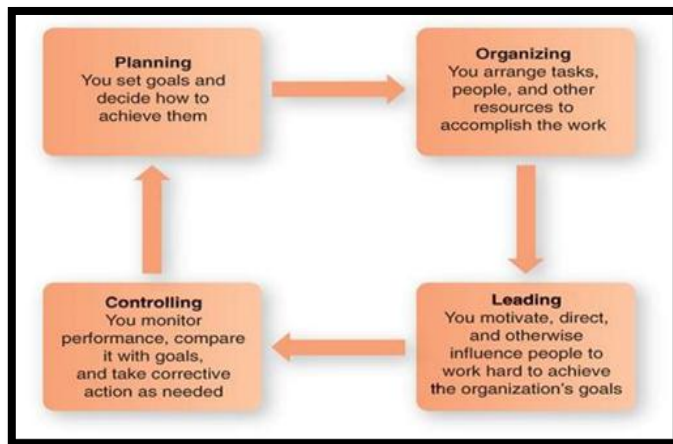 Planning
You set goals and
decide how to
achieve them
Organizing
You arrange tasks,
people, and other
resources to
accomplish the work
Controlling
You monitor
performance, compare
it with goals,
and take corrective
action as needed
Leading
You motivate, direct,
and otherwise
influence people to
work hard to achieve
the organization's goals